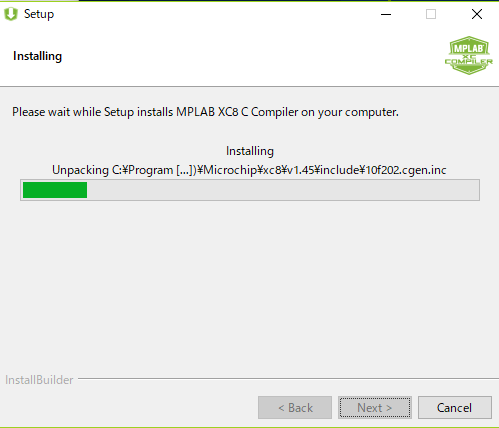 Setup
Installing
MPLAB
XC
COMPILER
Please wait while Setup installs MPLAB XC8 C Compiler on your computer.
Installing
Unpacking C:¥Program [...])¥Microchip¥xc8¥v1.45¥include¥10f202.cgen.inc
InstallBuilder
< Back
Next >
Cancel